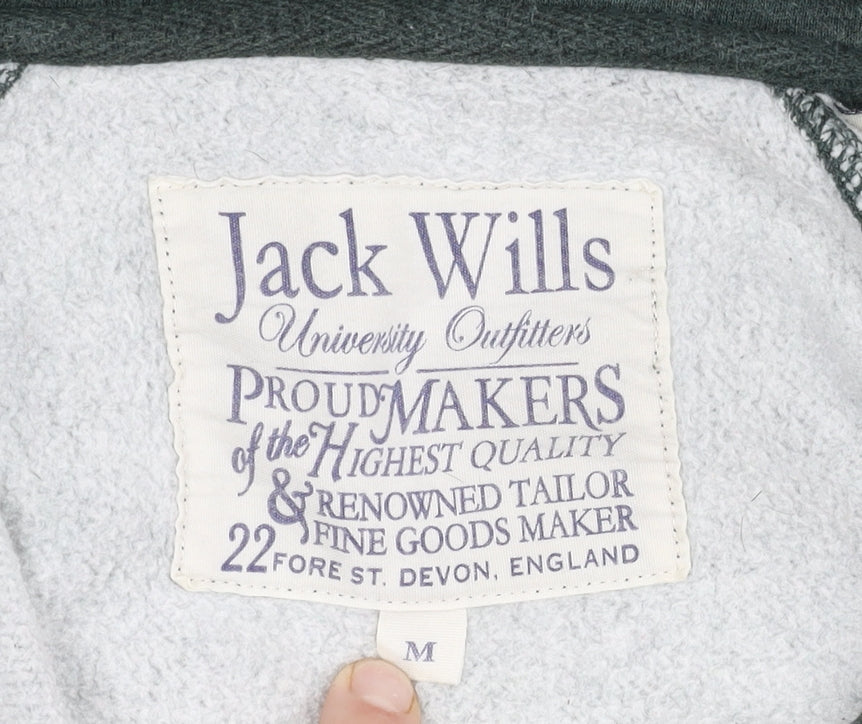 Jack Wills
University Outfitters
PROUD MAKERS
of the HIGHEST QUALITY
& RENOWNED TAILOR
FINE GOODS MAKER
22 FORE ST. DEVON, ENGLAND
M